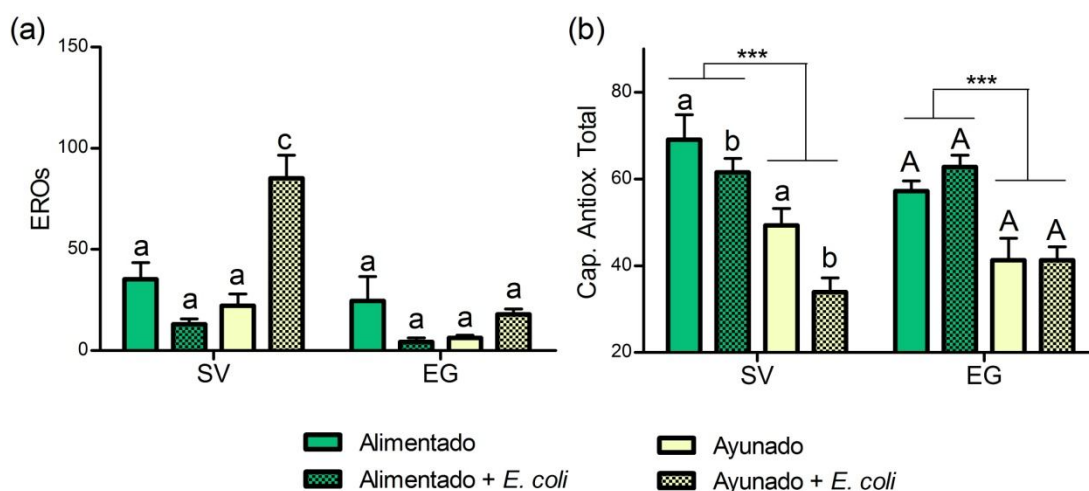 (a)
150
100
50
0
EROs
a
a
a
c
a
a
a
a
SV
EG
(b)
80
60
40
20
Cap. Antiox. Total
***
***
a
b
a
b
A
A
A
A
SV
EG
Alimentado
Alimentado + E. coli
Ayunado
Ayunado + E. coli